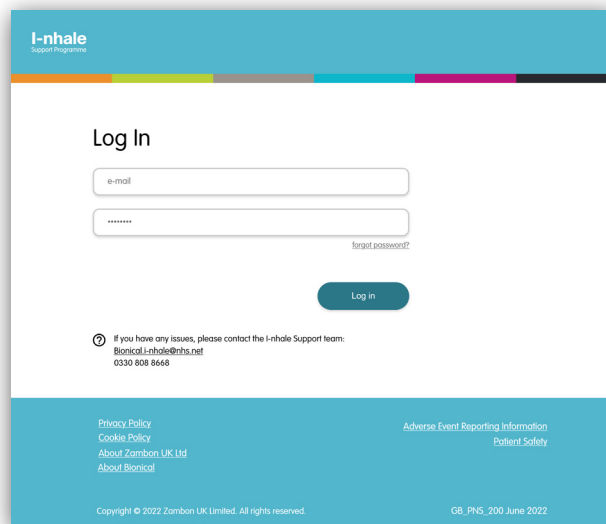 I-nhale
Support Programme
Log In
e-mail
••••••••
forgot password?
Log in
If you have any issues, please contact the I-nhale Support team:
Bionical.i-nhale@nhs.net
0330 808 8668
Privacy Policy
Cookie Policy
About Zambon UK Ltd
About Bionical
Adverse Event Reporting Information
Patient Safety
Copyright © 2022 Zambon UK Limited. All rights reserved.
GB_PNS_200 June 2022